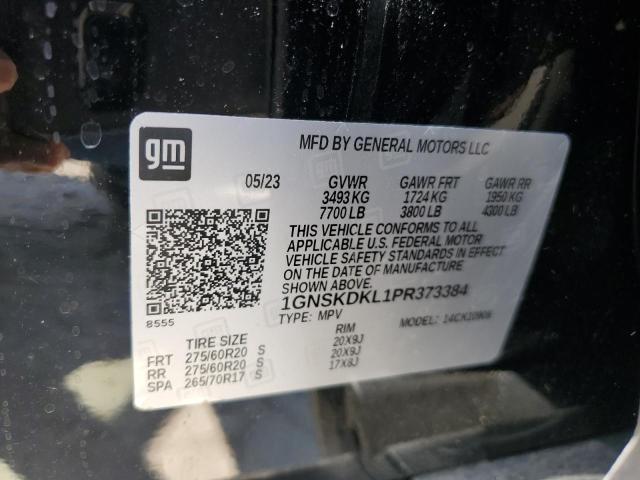 gm
MFD BY GENERAL MOTORS LLC
05/23 GVWR GAWR FRT GAWR RR
3493 KG 1724 KG 1950 KG
7700 LB 3800 LB 4300 LB
THIS VEHICLE CONFORMS TO ALL
APPLICABLE U.S. FEDERAL MOTOR
VEHICLE SAFETY STANDARDS IN EFFECT
ON THE DATE OF MANUFACTURE
SHOWN ABOVE.
1GNSKDKL1PR373384
TYPE: MPV MODEL:
8555
TIRE SIZE RIM
FRT 275/60R20 S 20X9J
RR 275/60R20 S 20X9J
SPA 265/70R17 S 17X8J